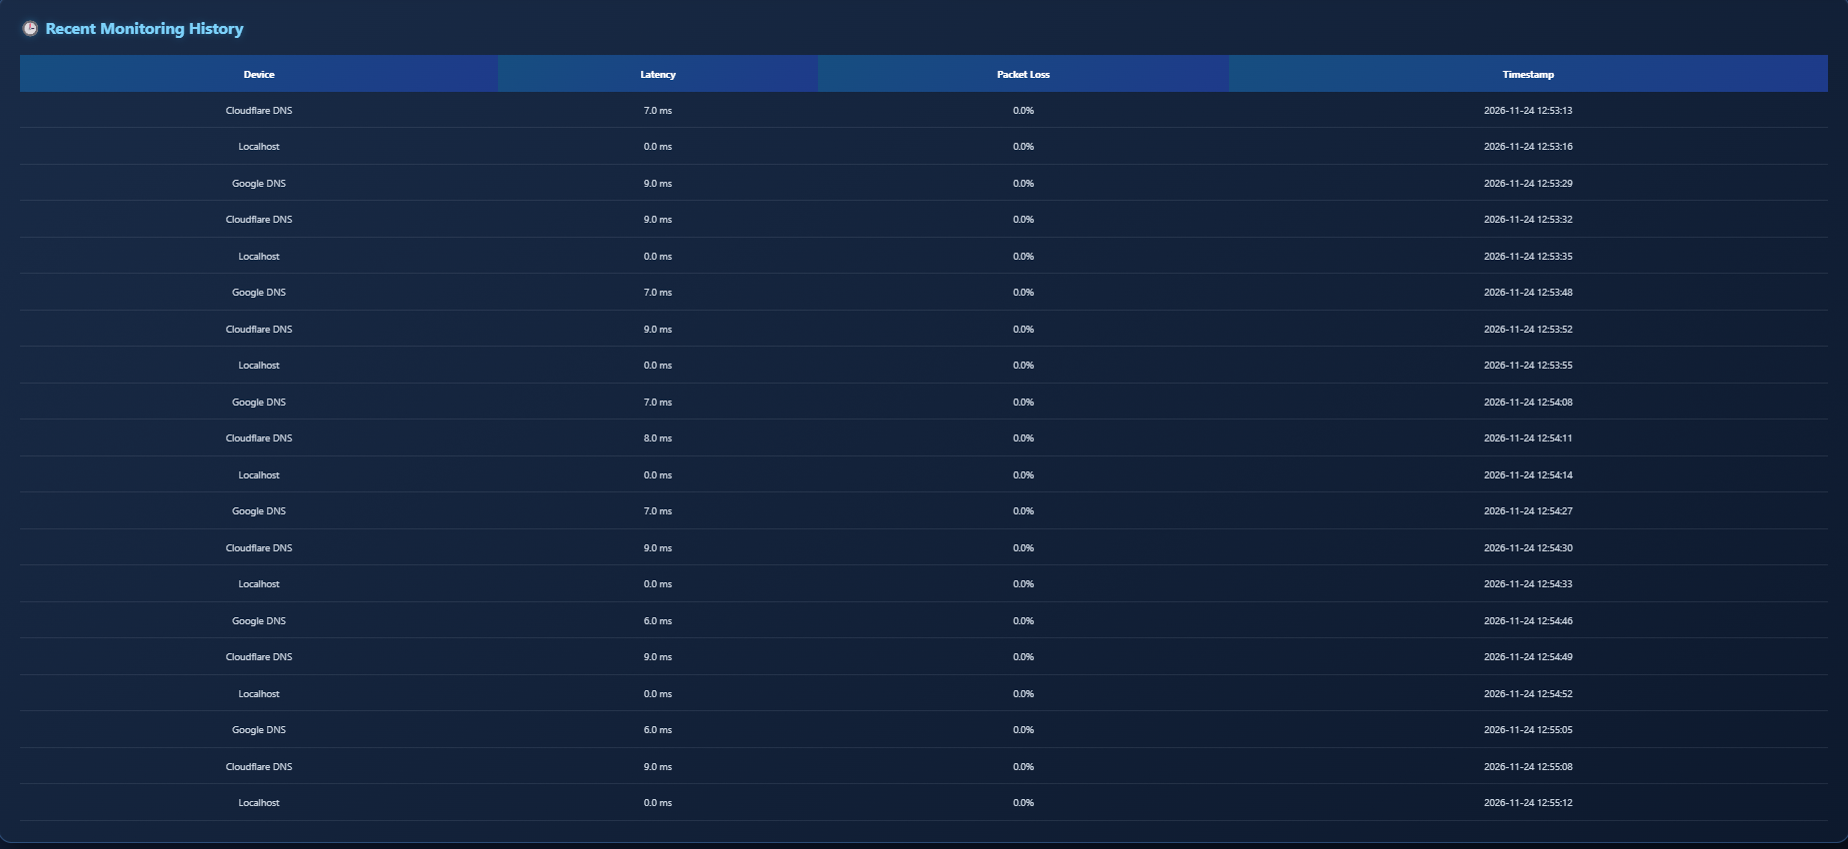 Recent Monitoring History
Device Latency Packet Loss Timestamp
Cloudflare DNS 7.0 ms 0.0% 2026-11-24 12:53:13
Localhost 0.0 ms 0.0% 2026-11-24 12:53:16
Google DNS 9.0 ms 0.0% 2026-11-24 12:53:29
Cloudflare DNS 9.0 ms 0.0% 2026-11-24 12:53:32
Localhost 0.0 ms 0.0% 2026-11-24 12:53:35
Google DNS 7.0 ms 0.0% 2026-11-24 12:53:48
Cloudflare DNS 9.0 ms 0.0% 2026-11-24 12:53:52
Localhost 0.0 ms 0.0% 2026-11-24 12:53:55
Google DNS 7.0 ms 0.0% 2026-11-24 12:54:08
Cloudflare DNS 8.0 ms 0.0% 2026-11-24 12:54:11
Localhost 0.0 ms 0.0% 2026-11-24 12:54:14
Google DNS 7.0 ms 0.0% 2026-11-24 12:54:27
Cloudflare DNS 9.0 ms 0.0% 2026-11-24 12:54:30
Localhost 0.0 ms 0.0% 2026-11-24 12:54:33
Google DNS 6.0 ms 0.0% 2026-11-24 12:54:46
Cloudflare DNS 9.0 ms 0.0% 2026-11-24 12:54:49
Localhost 0.0 ms 0.0% 2026-11-24 12:54:52
Google DNS 6.0 ms 0.0% 2026-11-24 12:55:05
Cloudflare DNS 9.0 ms 0.0% 2026-11-24 12:55:08
Localhost 0.0 ms 0.0% 2026-11-24 12:55:12